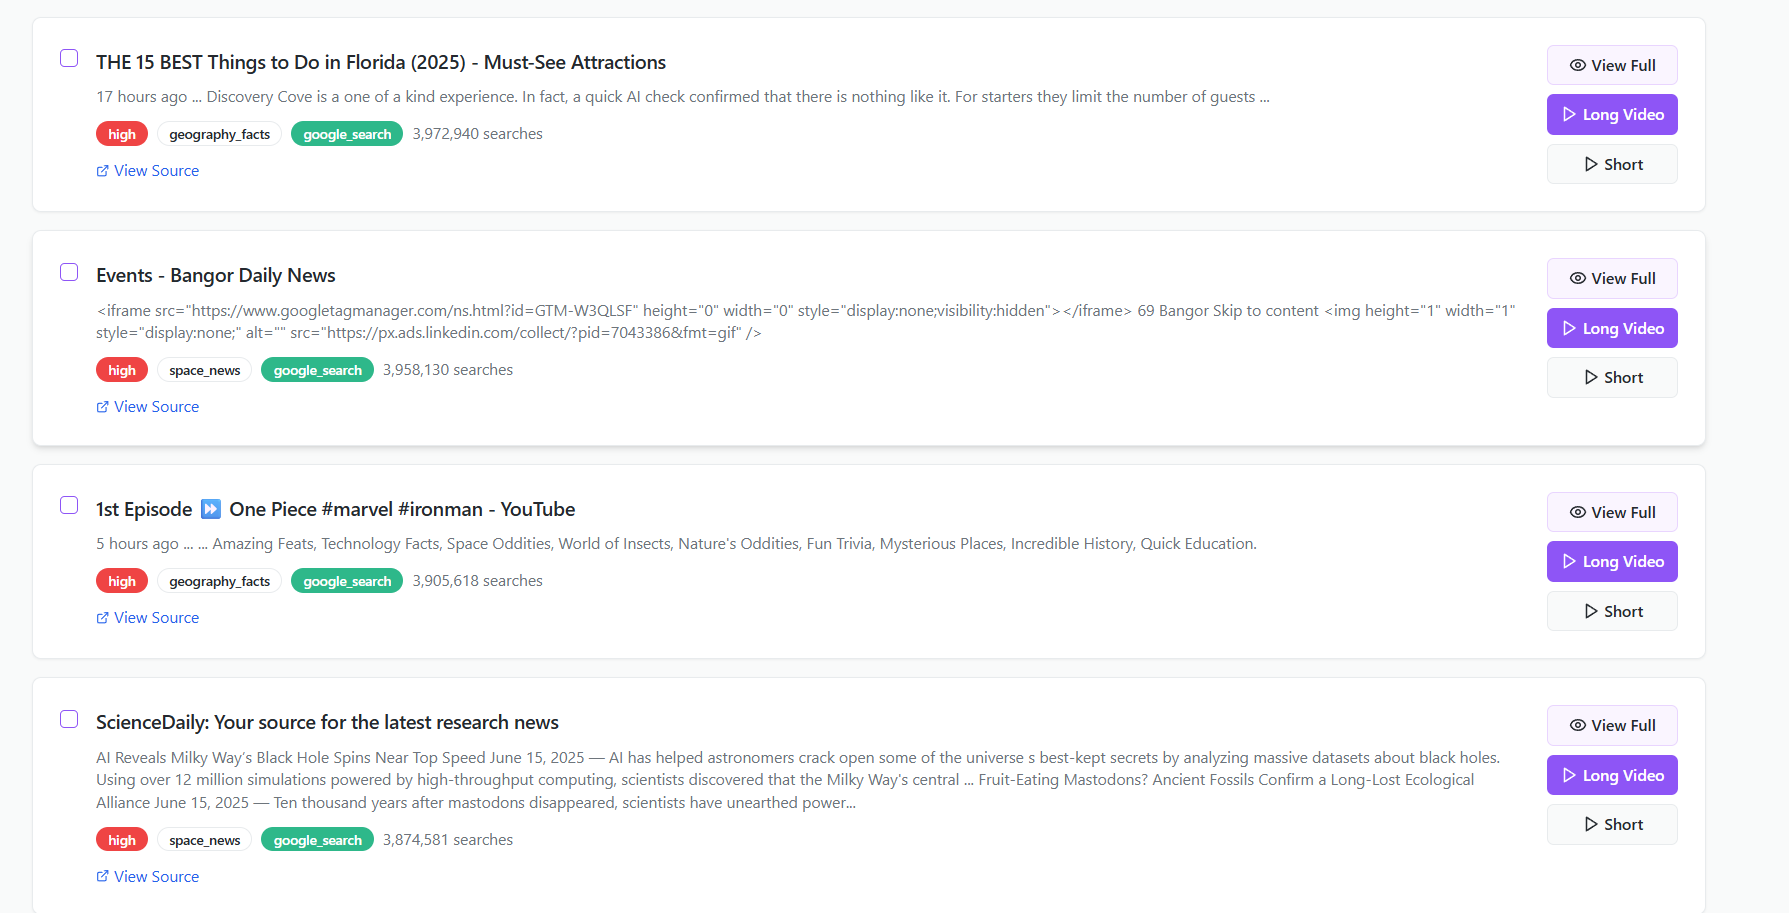 THE 15 BEST Things to Do in Florida (2025) - Must-See Attractions
17 hours ago ... Discovery Cove is a one of a kind experience. In fact, a quick AI check confirmed that there is nothing like it. For starters they limit the number of guests ...
high geography_facts google_search 3,972,940 searches
View Source
View Full
Long Video
Short
Events - Bangor Daily News
<iframe src="https://www.googletagmanager.com/ns.html?id=GTM-W3QLSF" height="0" width="0" style="display:none;visibility:hidden"></iframe> 69 Bangor Skip to content <img height="1" width="1"
style="display:none;" alt="" src="https://px.ads.linkedin.com/collect/?pid=7043386&fmt=gif" />
high space_news google_search 3,958,130 searches
View Source
View Full
Long Video
Short
1st Episode ⏩ One Piece #marvel #ironman - YouTube
5 hours ago ... ... Amazing Feats, Technology Facts, Space Oddities, World of Insects, Nature's Oddities, Fun Trivia, Mysterious Places, Incredible History, Quick Education.
high geography_facts google_search 3,905,618 searches
View Source
View Full
Long Video
Short
ScienceDaily: Your source for the latest research news
AI Reveals Milky Way’s Black Hole Spins Near Top Speed June 15, 2025 — AI has helped astronomers crack open some of the universe s best-kept secrets by analyzing massive datasets about black holes.
Using over 12 million simulations powered by high-throughput computing, scientists discovered that the Milky Way's central ... Fruit-Eating Mastodons? Ancient Fossils Confirm a Long-Lost Ecological
Alliance June 15, 2025 — Ten thousand years after mastodons disappeared, scientists have unearthed power...
high space_news google_search 3,874,581 searches
View Source
View Full
Long Video
Short